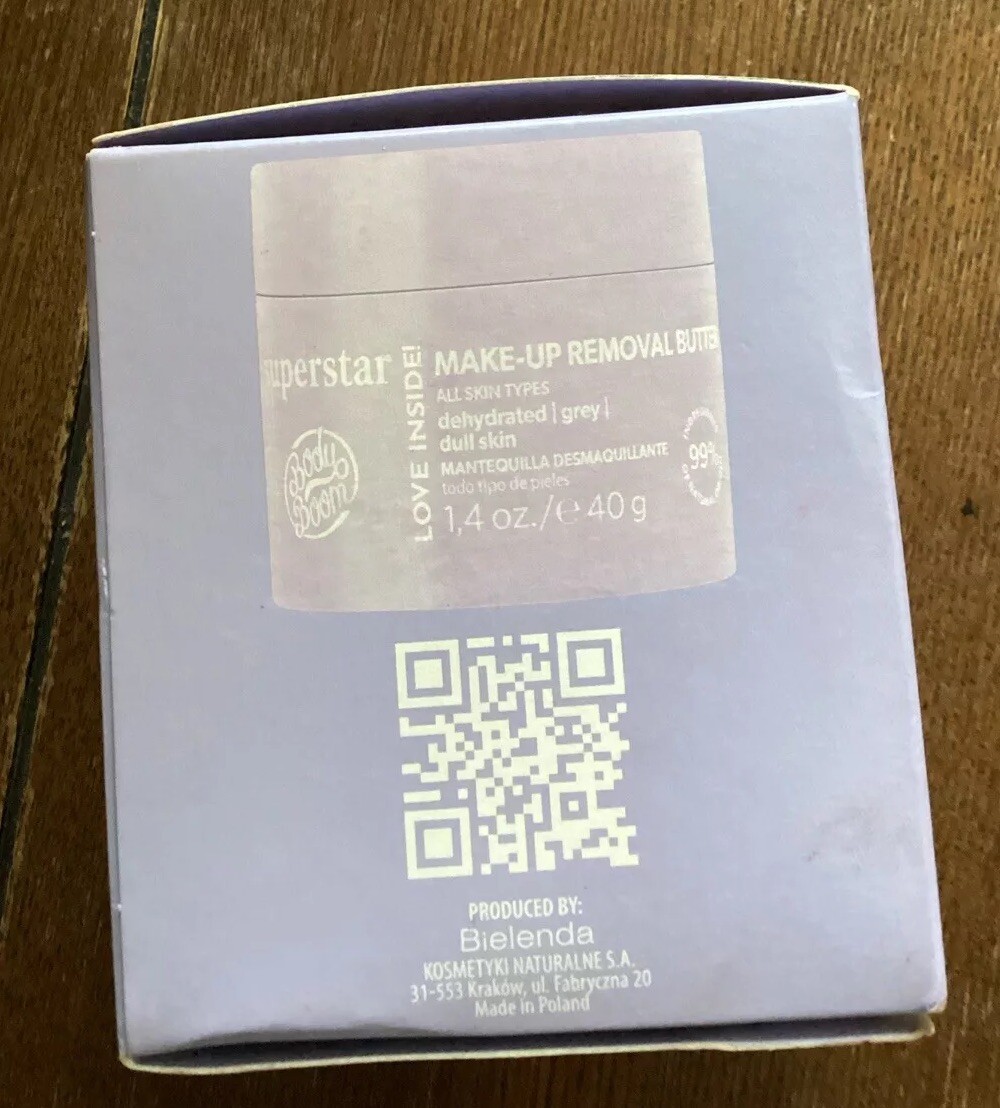 uperstar
Body
Boom
LOVE INSIDE!
MAKE-UP REMOVAL BUTTE
ALL SKIN TYPES
dehydrated | grey |
dull skin
MANTEQUILLA DESMAQUILLANTE
todo tipo de pieles
1,4 oz./℮ 40 g
99%
PRODUCED BY:
Bielenda
KOSMETYKI NATURALNE S.A.
31-553 Kraków, ul. Fabryczna 20
Made in Poland